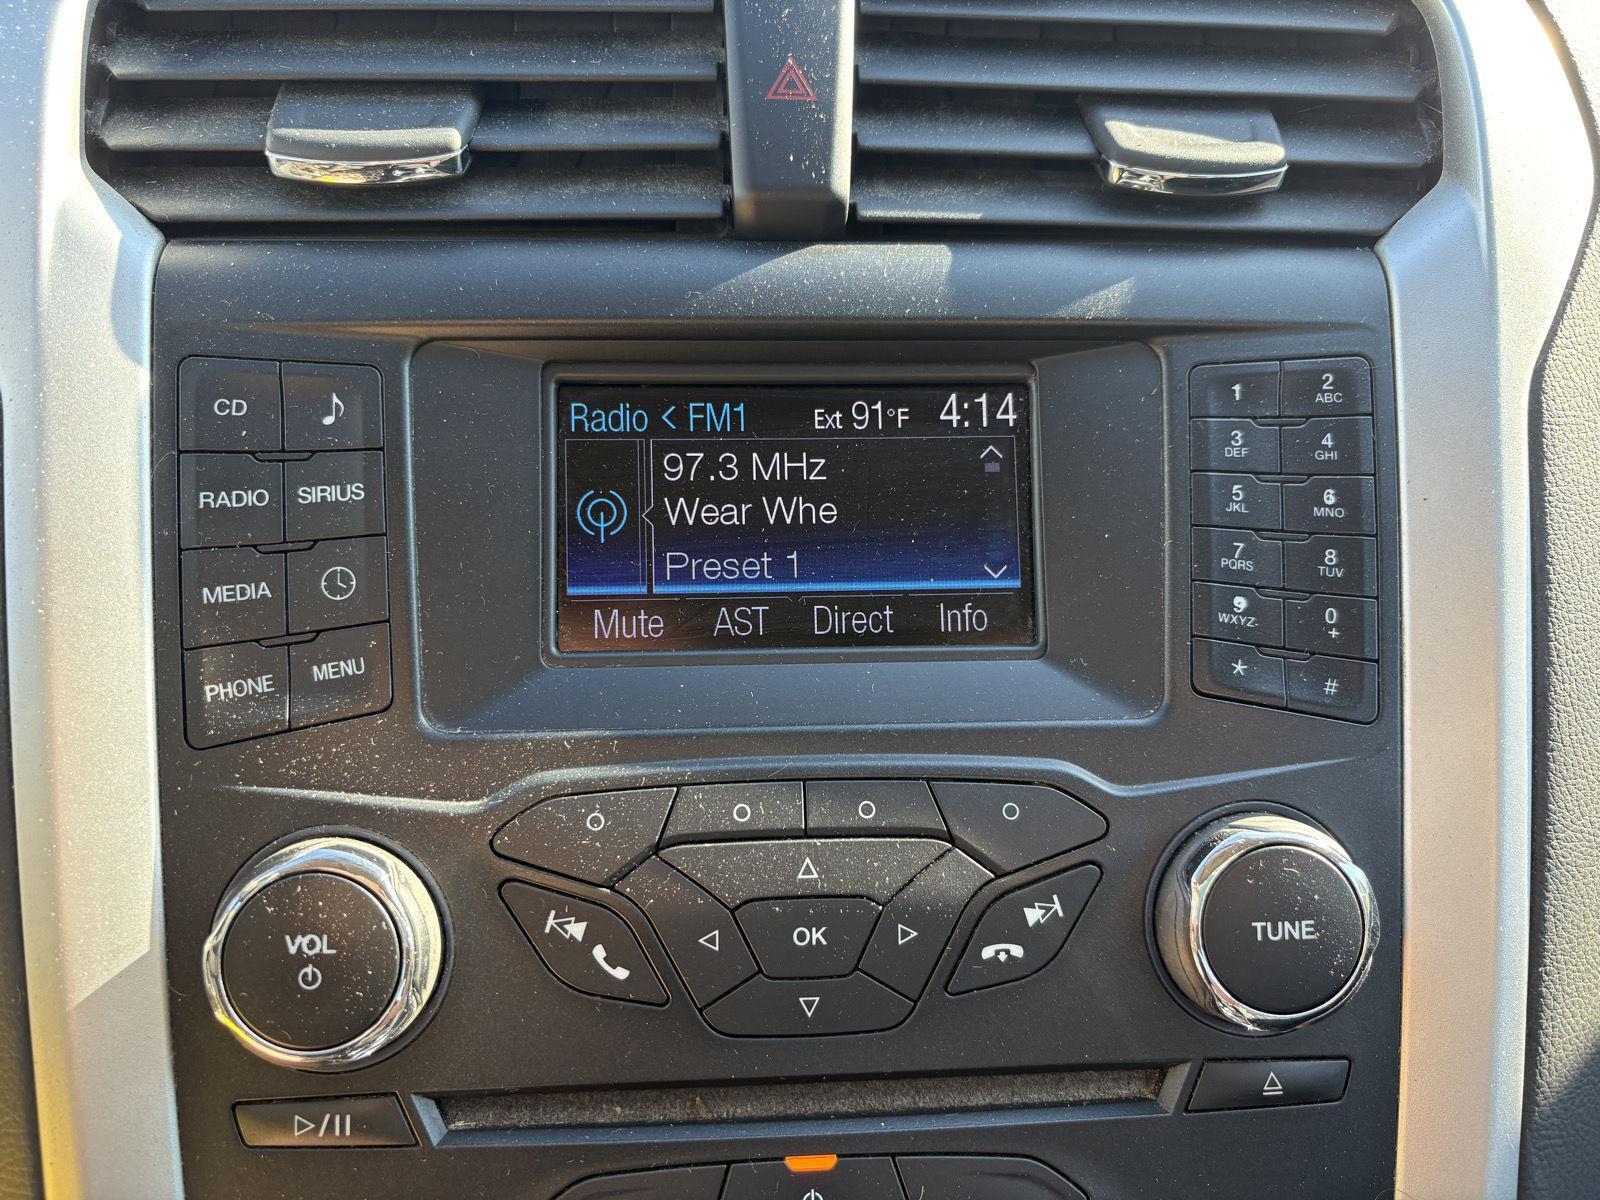 CD
RADIO SIRIUS
MEDIA
PHONE MENU
Radio < FM1 Ext 91°F 4:14
97.3 MHz
Wear Whe
Preset 1
Mute AST Direct Info
1 2 ABC
3 DEF 4 GHI
5 JKL 6 MNO
7 PQRS 8 TUV
9 WXYZ 0 +
* #
VOL
OK
TUNE